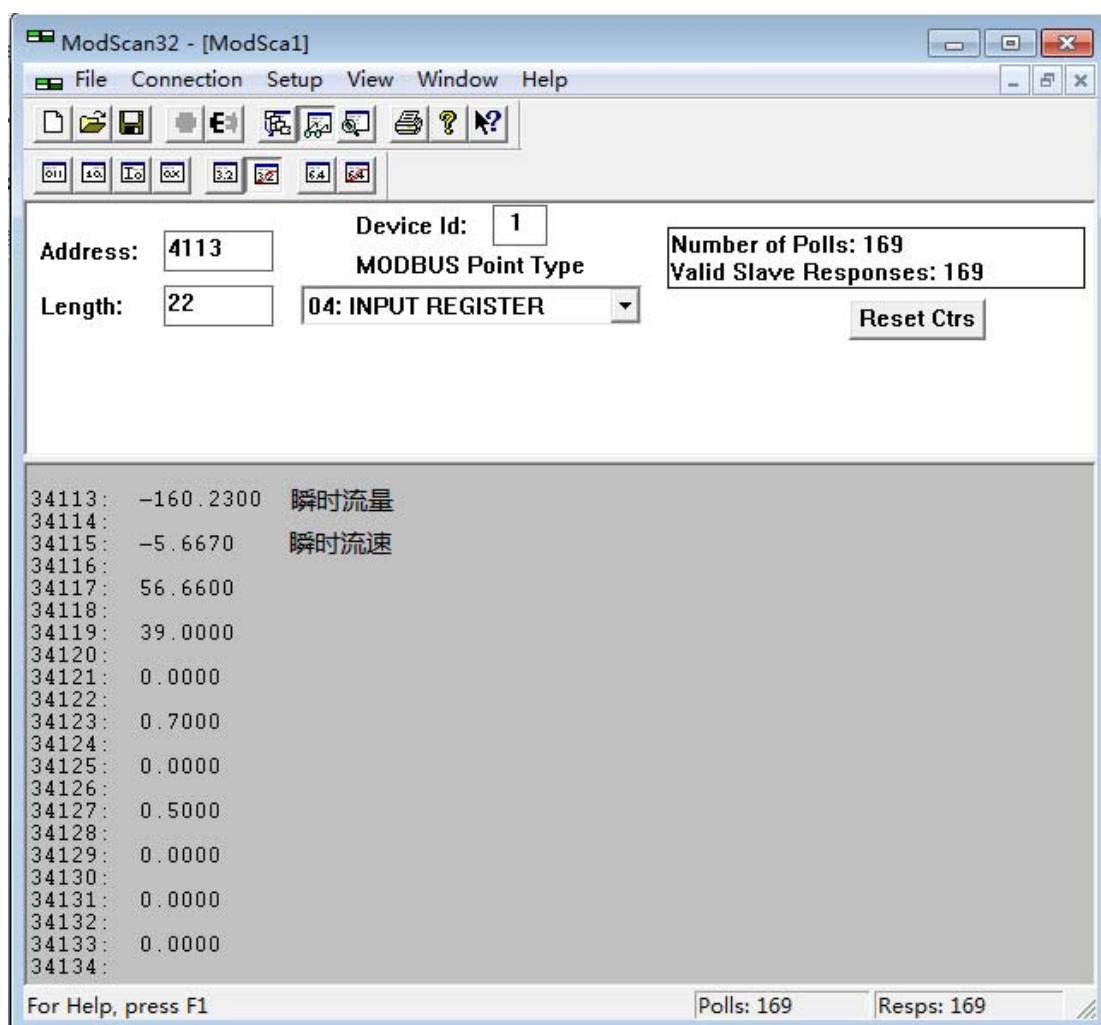 ModScan32 - [ModSca1]
File Connection Setup View Window Help
Address: 4113
Device Id: 1
MODBUS Point Type
Length: 22
04: INPUT REGISTER
Number of Polls: 169
Valid Slave Responses: 169
Reset Ctrs
34113: -160.2300 瞬时流量
34114:
34115: -5.6670 瞬时流速
34116:
34117: 56.6600
34118:
34119: 39.0000
34120:
34121: 0.0000
34122:
34123: 0.7000
34124:
34125: 0.0000
34126:
34127: 0.5000
34128:
34129: 0.0000
34130:
34131: 0.0000
34132:
34133: 0.0000
34134:
For Help, press F1
Polls: 169
Resps: 169